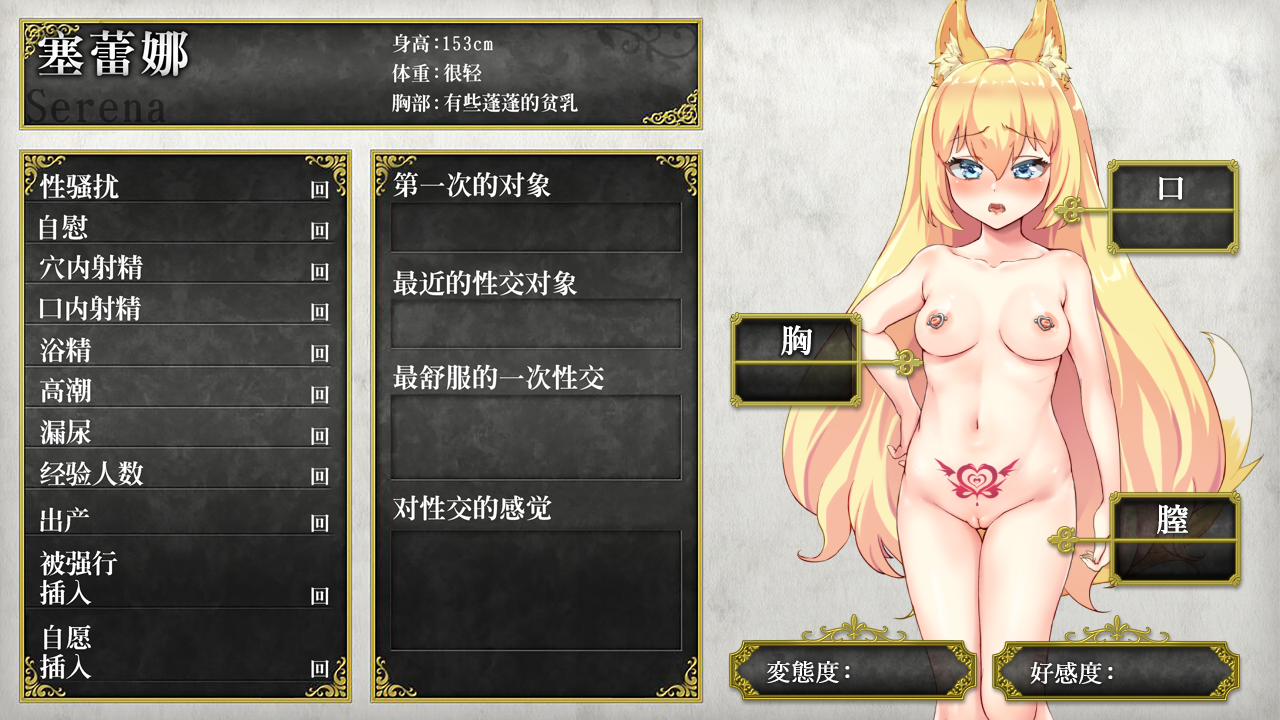 塞蕾娜
Serena
身高:153cm
体重:很轻
胸部:有些蓬蓬的贫乳
性骚扰 回
自慰 回
穴内射精 回
口内射精 回
浴精 回
高潮 回
漏尿 回
经验人数 回
出产 回
被强行
插入 回
自愿
插入 回
第一次的对象
最近的性交对象
最舒服的一次性交
对性交的感觉
口
胸
膣
変態度:
好感度: